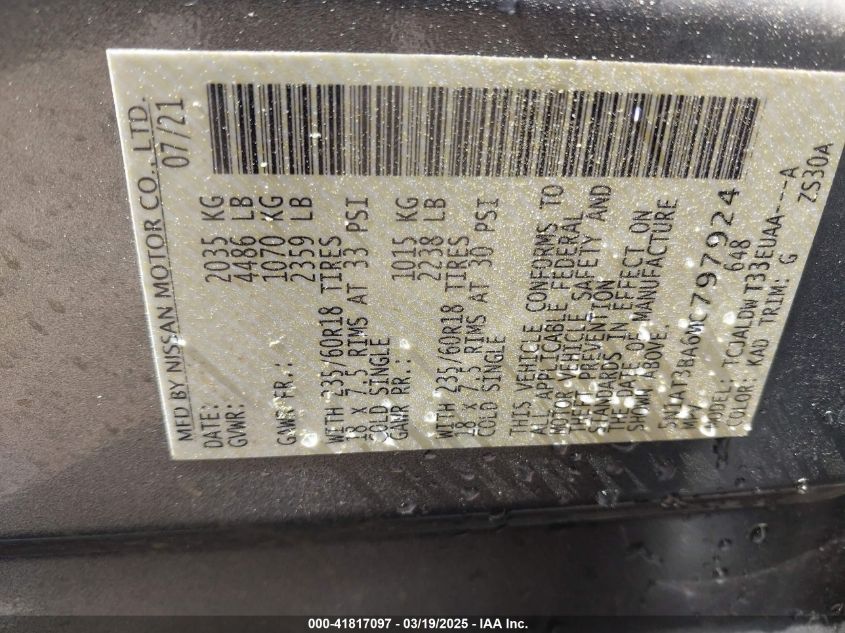 MFD BY NISSAN MOTOR CO., LTD.
DATE: 07/21
GVWR: 2035 KG
4486 LB
GAWR FR.: 1070 KG
2359 LB
WITH 235/60R18 TIRES
18 X 7.5 RIMS AT 33 PSI
COLD SINGLE
GAWR RR.: 1015 KG
2238 LB
WITH 235/60R18 TIRES
18 X 7.5 RIMS AT 30 PSI
COLD SINGLE
THIS VEHICLE CONFORMS TO
ALL APPLICABLE FEDERAL
MOTOR VEHICLE SAFETY AND
THEFT PREVENTION
STANDARDS IN EFFECT ON
THE DATE OF MANUFACTURE
SHOWN ABOVE.
5N1AT3BA6MC797924
648
MODEL: TCJALDWT33EUAA---A
COLOR: KAD TRIM: G
ZS30A
000-41817097 - 03/19/2025 - IAA Inc.